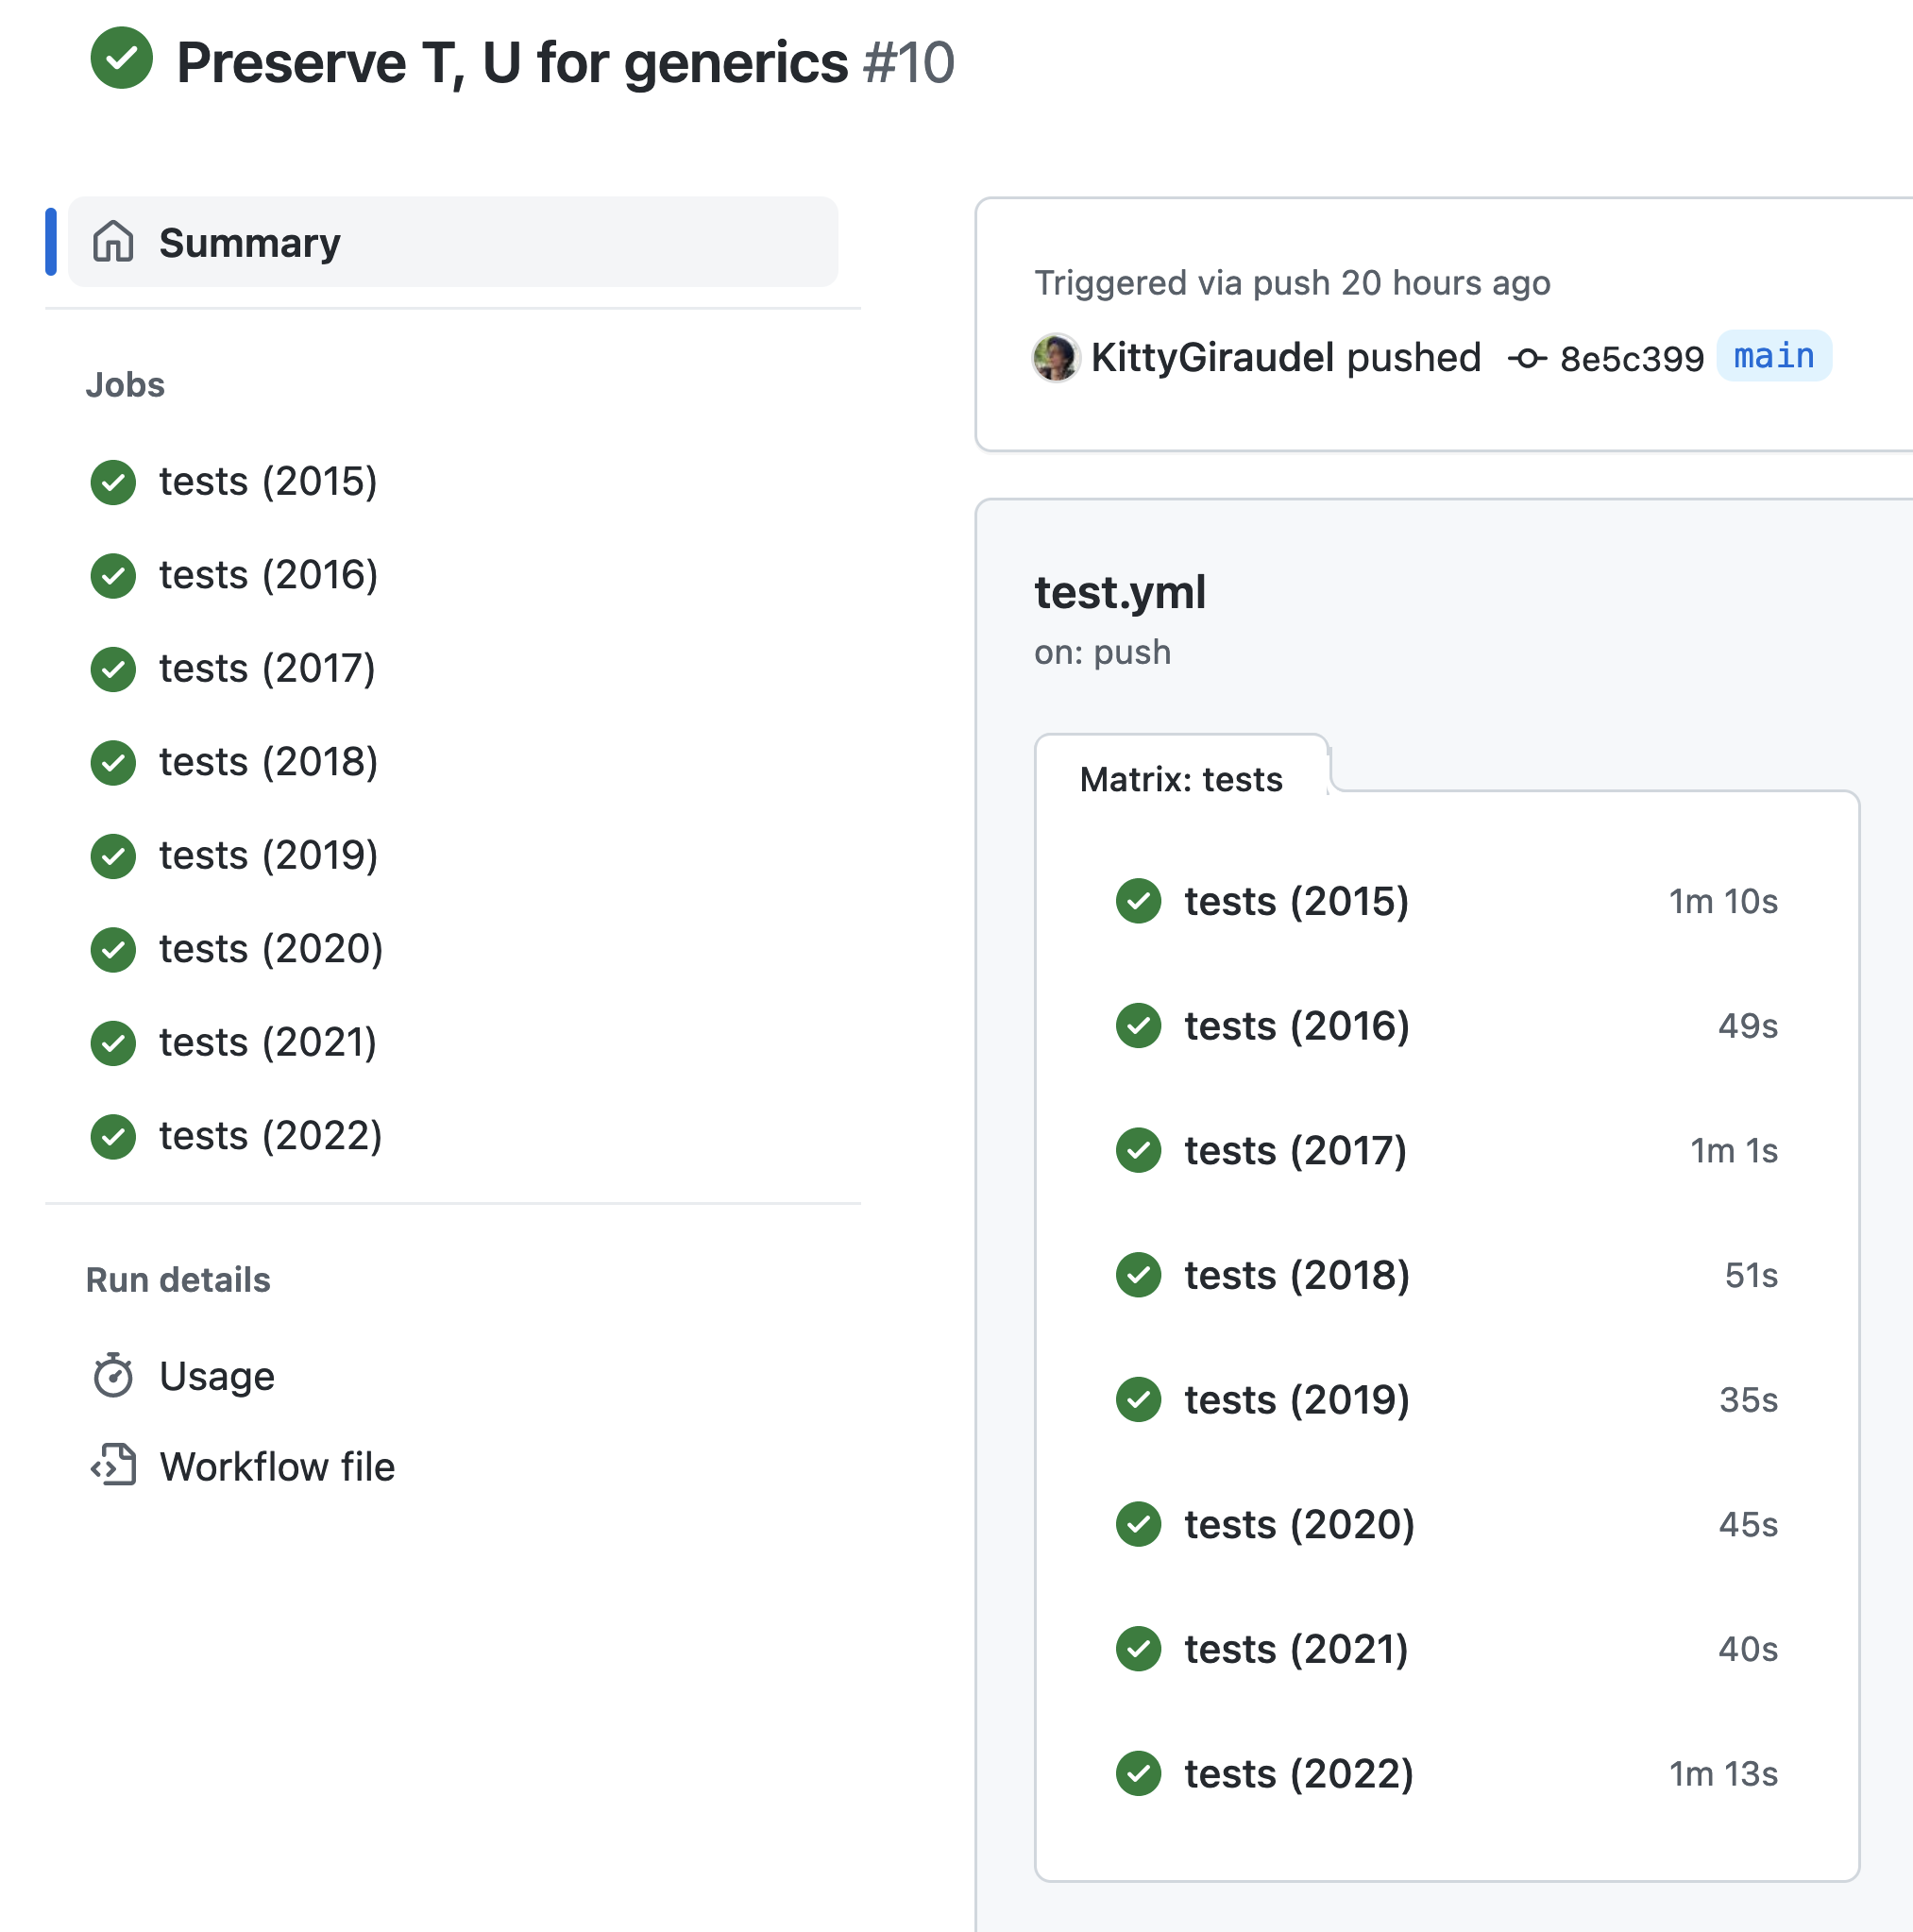 Preserve T, U for generics #10
Summary
Jobs
tests (2015)
tests (2016)
tests (2017)
tests (2018)
tests (2019)
tests (2020)
tests (2021)
tests (2022)
Run details
Usage
Workflow file
Triggered via push 20 hours ago
KittyGiraudel pushed 8e5c399 main
test.yml
on: push
Matrix: tests
tests (2015) 1m 10s
tests (2016) 49s
tests (2017) 1m 1s
tests (2018) 51s
tests (2019) 35s
tests (2020) 45s
tests (2021) 40s
tests (2022) 1m 13s